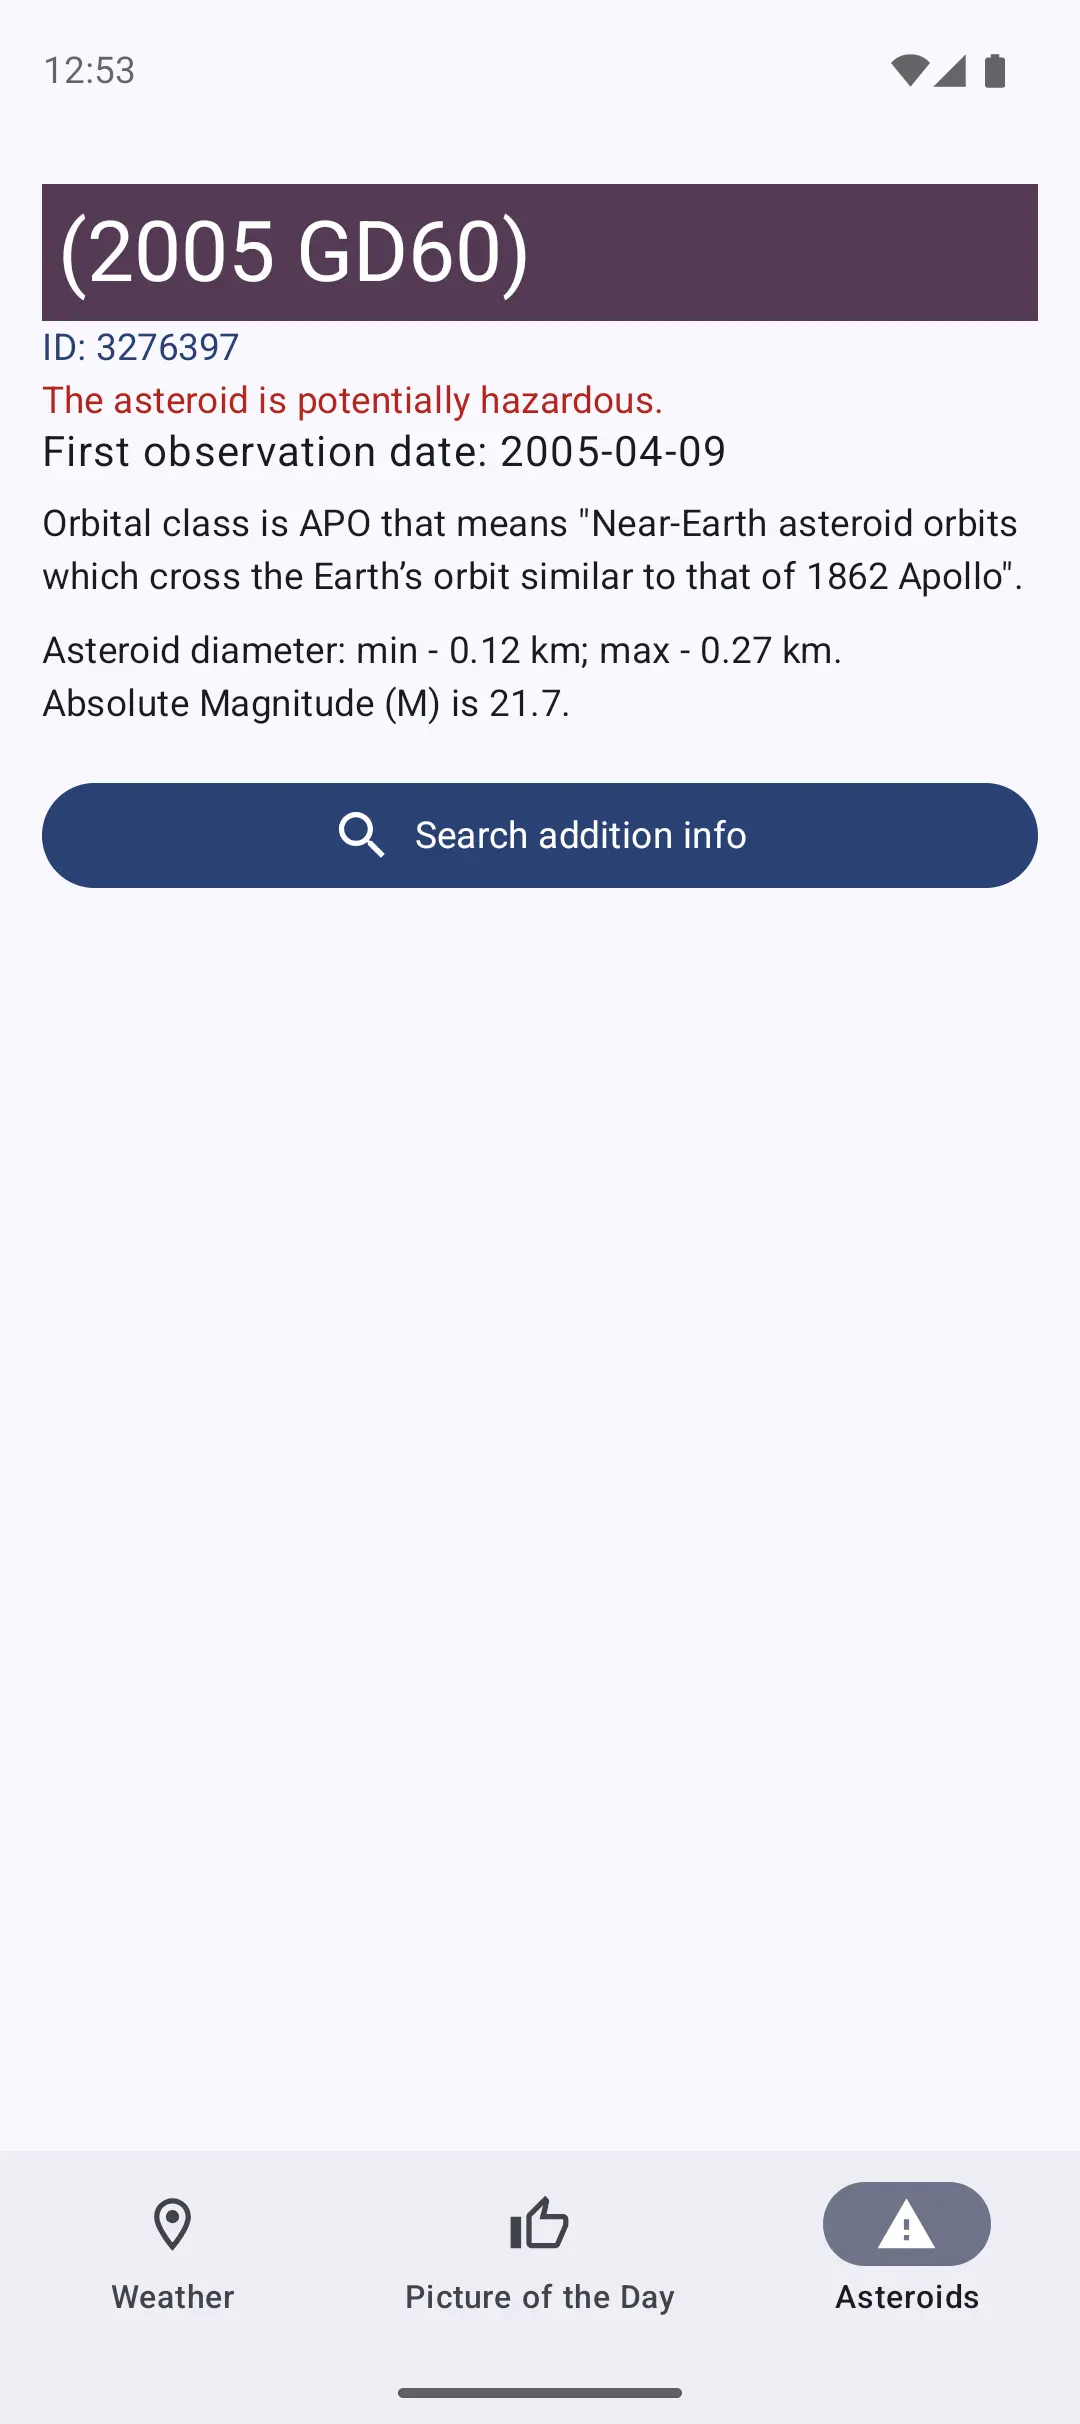 12:53
(2005 GD60)
ID: 3276397
The asteroid is potentially hazardous.
First observation date: 2005-04-09
Orbital class is APO that means "Near-Earth asteroid orbits
which cross the Earth’s orbit similar to that of 1862 Apollo".
Asteroid diameter: min - 0.12 km; max - 0.27 km.
Absolute Magnitude (M) is 21.7.
Search addition info
Weather
Picture of the Day
Asteroids